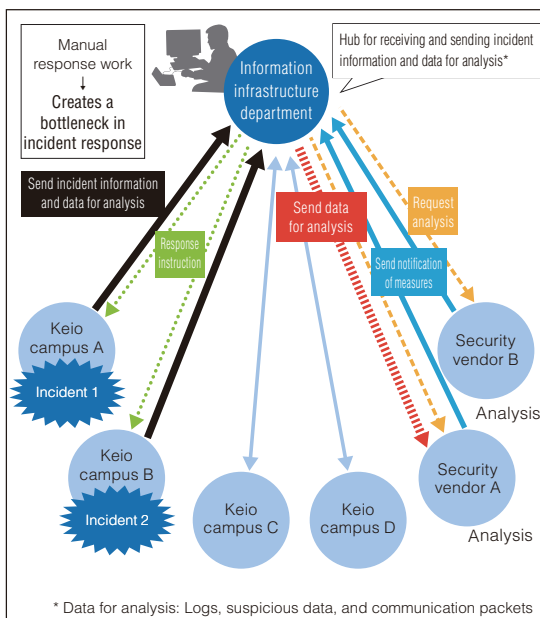 Manual
response work
Creates a
bottleneck in
incident response
Information
infrastructure
department
Hub for receiving and sending incident
information and data for analysis*
Send incident information
and data for analysis
Response
instruction
Send data
for analysis
Request
analysis
Send notification
of measures
Keio
campus A
Incident 1
Keio
campus B
Incident 2
Keio
campus C
Keio
campus D
Security
vendor B
Analysis
Security
vendor A
Analysis
* Data for analysis: Logs, suspicious data, and communication packets